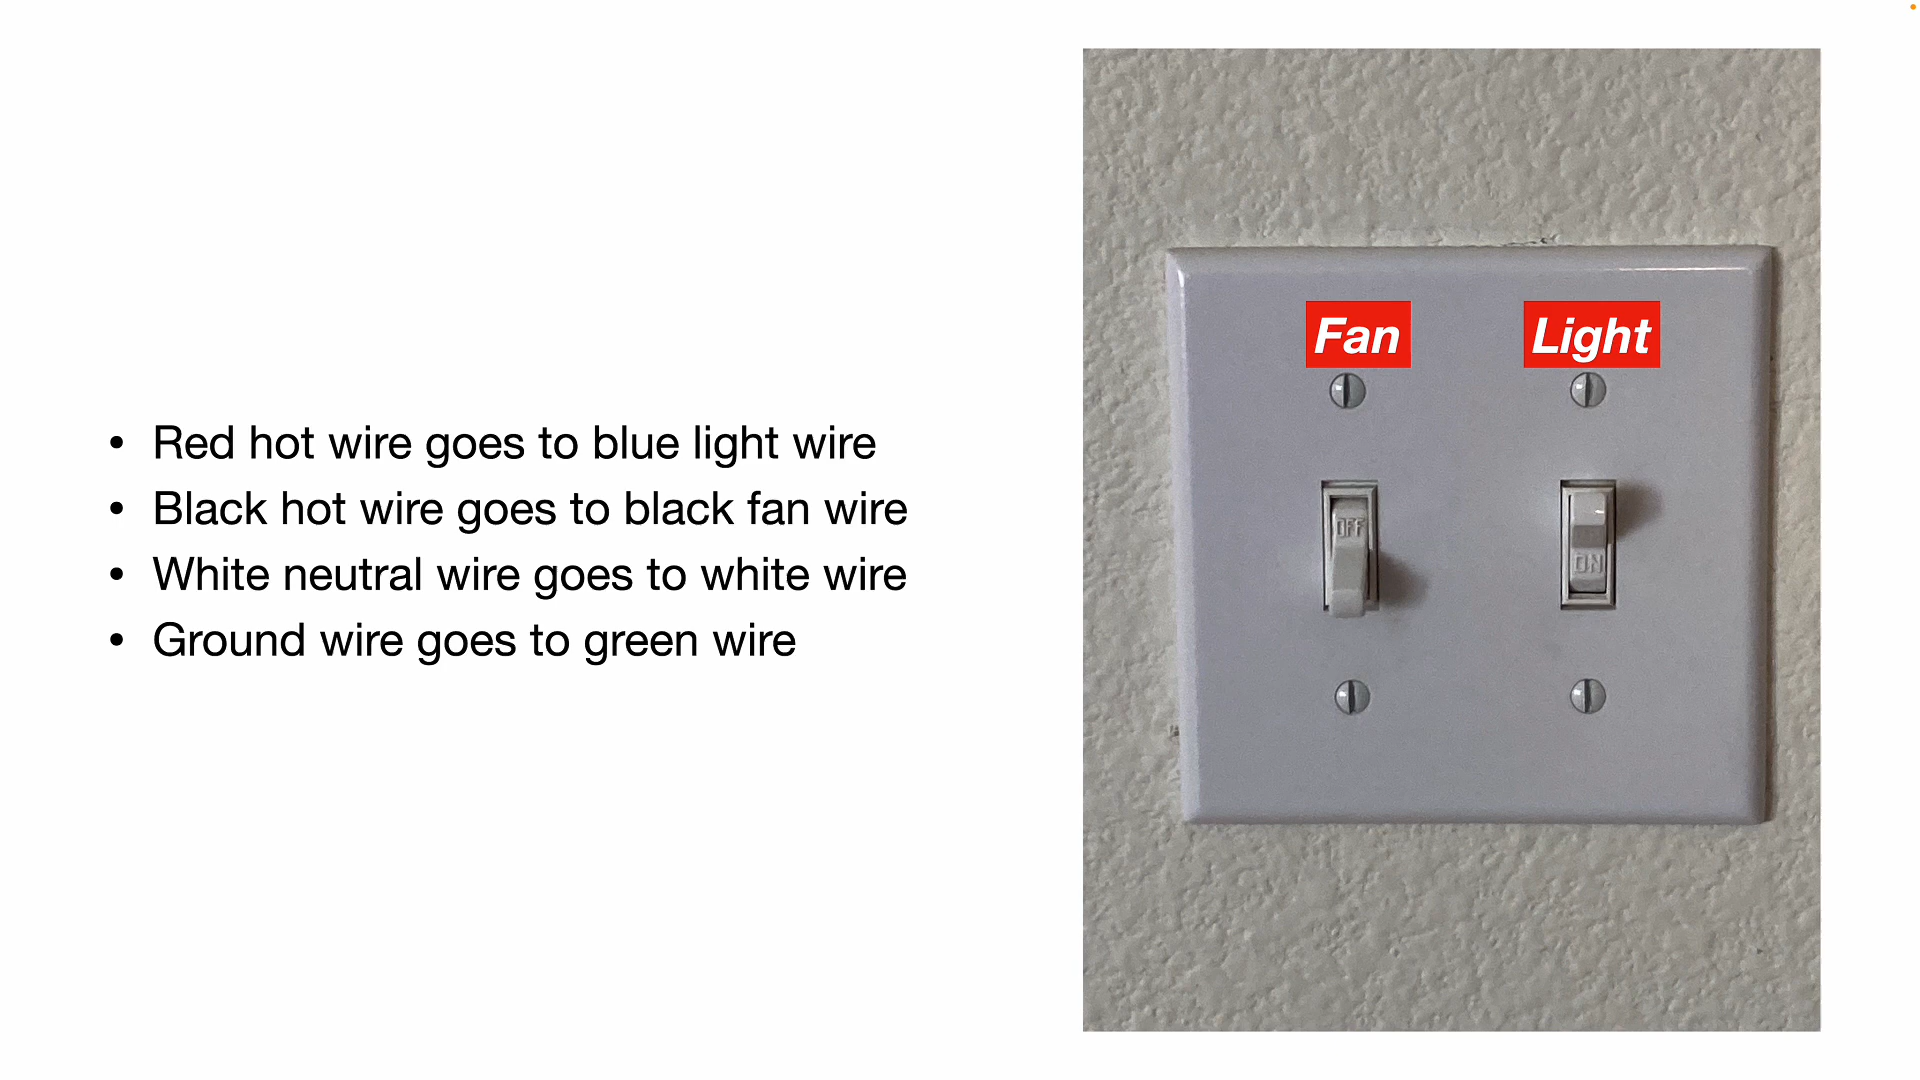 • Red hot wire goes to blue light wire
• Black hot wire goes to black fan wire
• White neutral wire goes to white wire
• Ground wire goes to green wire
Fan
Light
OFF
ON